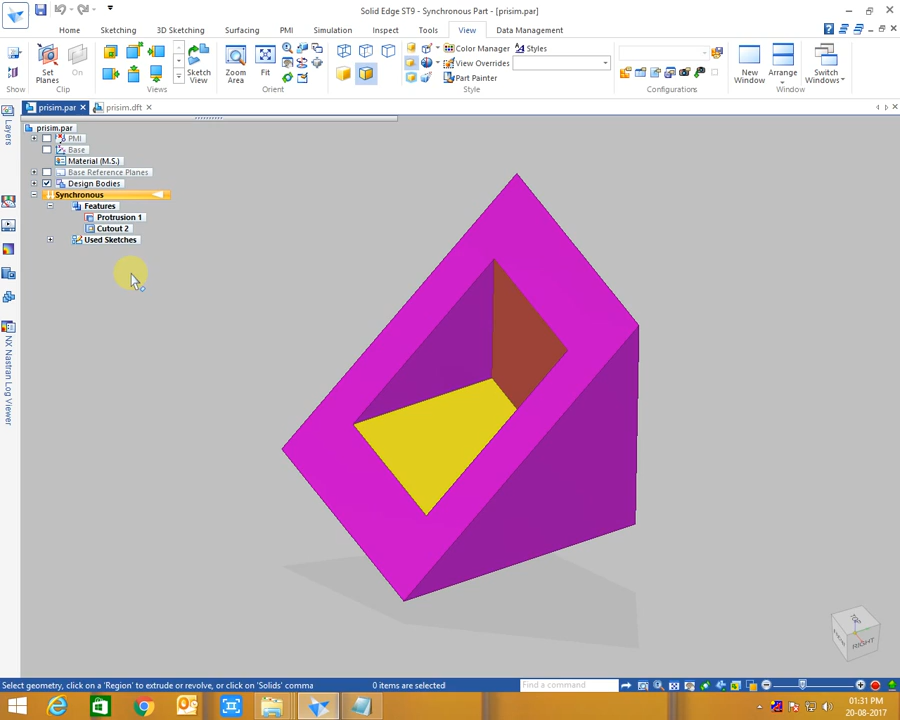 Solid Edge ST9 - Synchronous Part - [prisim.par]
Home Sketching 3D Sketching Surfacing PMI Simulation Inspect Tools View Data Management
Set Planes
On
Sketch View
Zoom Area
Fit
Color Manager
Styles
View Overrides
Part Painter
New Window
Arrange
Switch Windows
Show Clip Views Orient Style Configurations Window
prisim.par
prisim.dft
Layers
prisim.par
PMI
Base
Material (M.S.)
Base Reference Planes
Design Bodies
Synchronous
Features
Protrusion 1
Cutout 2
Used Sketches
NX Nastran Log Viewer
TOP
RIGHT
Select geometry, click on a 'Region' to extrude or revolve, or click on 'Solids' comma
0 items are selected
Find a command
01:31 PM
20-08-2017